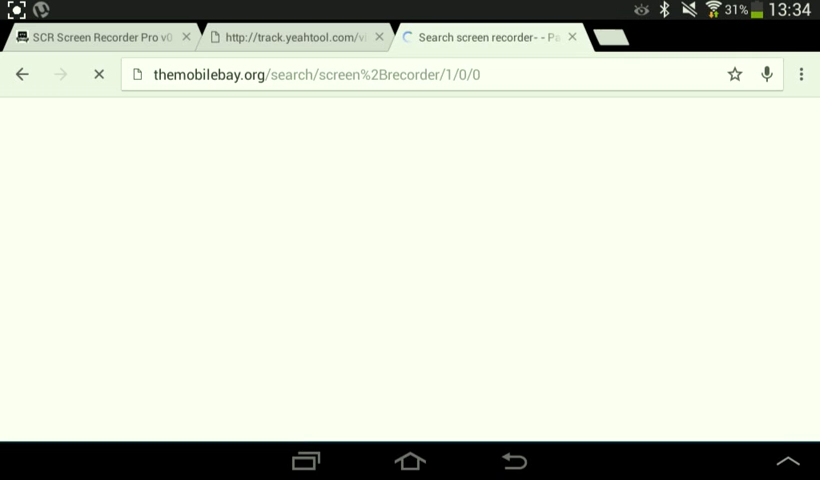 31% 13:34
SCR Screen Recorder Pro v0
http://track.yeahtool.com/v
Search screen recorder- - Pa
themobilebay.org/search/screen%2Brecorder/1/0/0